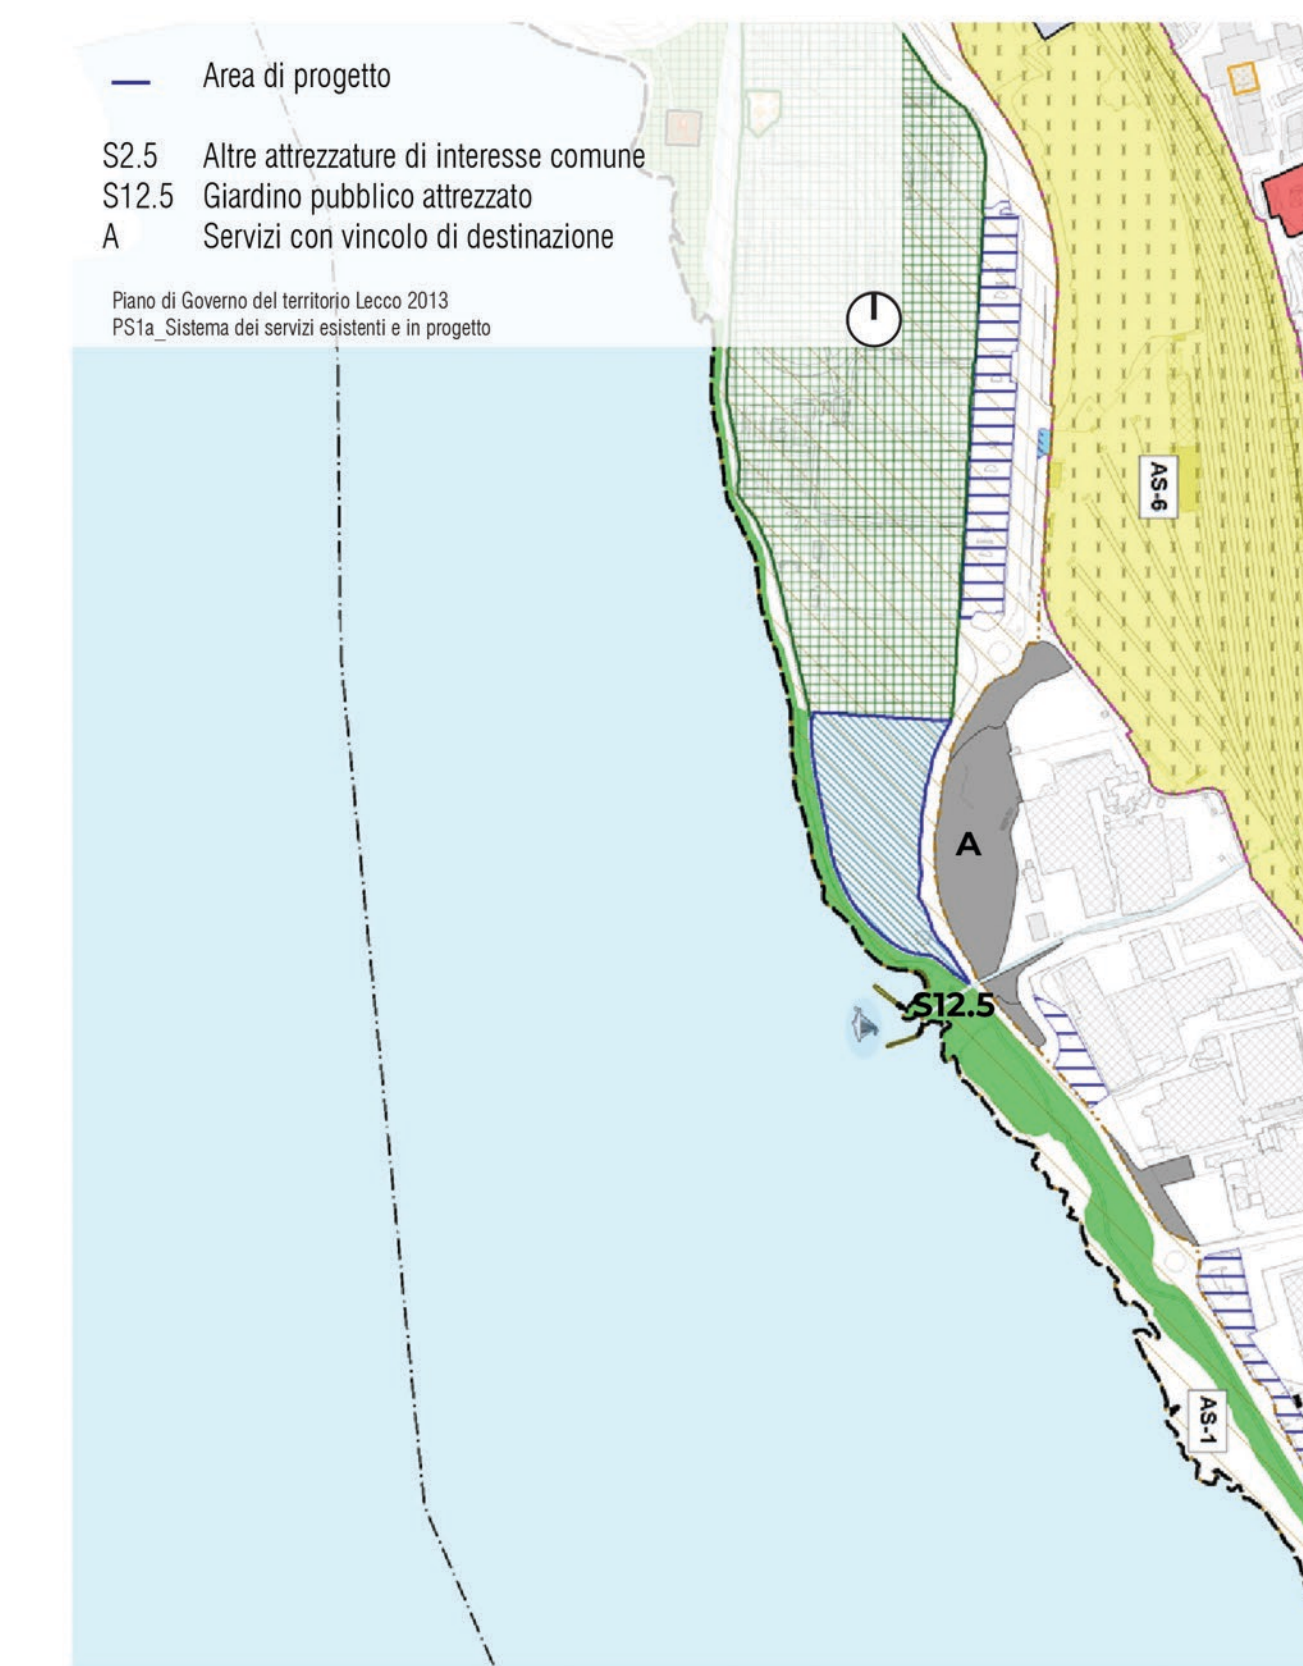 Area di progetto
S2.5 Altre attrezzature di interesse comune
S12.5 Giardino pubblico attrezzato
A Servizi con vincolo di destinazione
Piano di Governo del territorio Lecco 2013
PS1a_Sistema dei servizi esistenti e in progetto
AS-6
A
S12.5
AS-1